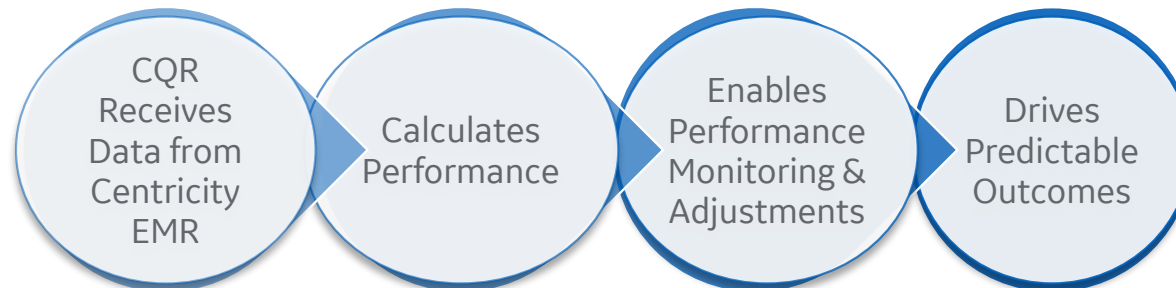 CQR
Receives
Data from
Centricity
EMR
Calculates
Performance
Enables
Performance
Monitoring &
Adjustments
Drives
Predictable
Outcomes